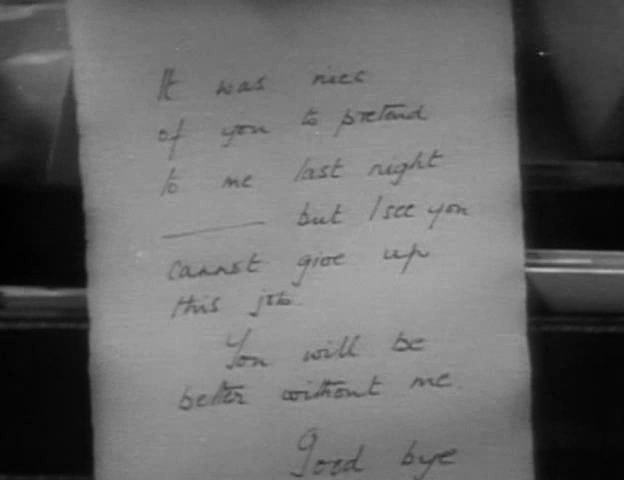 It was nice
of you to pretend
to me last night
——— but I see you
cannot give up
this job.
You will be
better without me.
Good bye